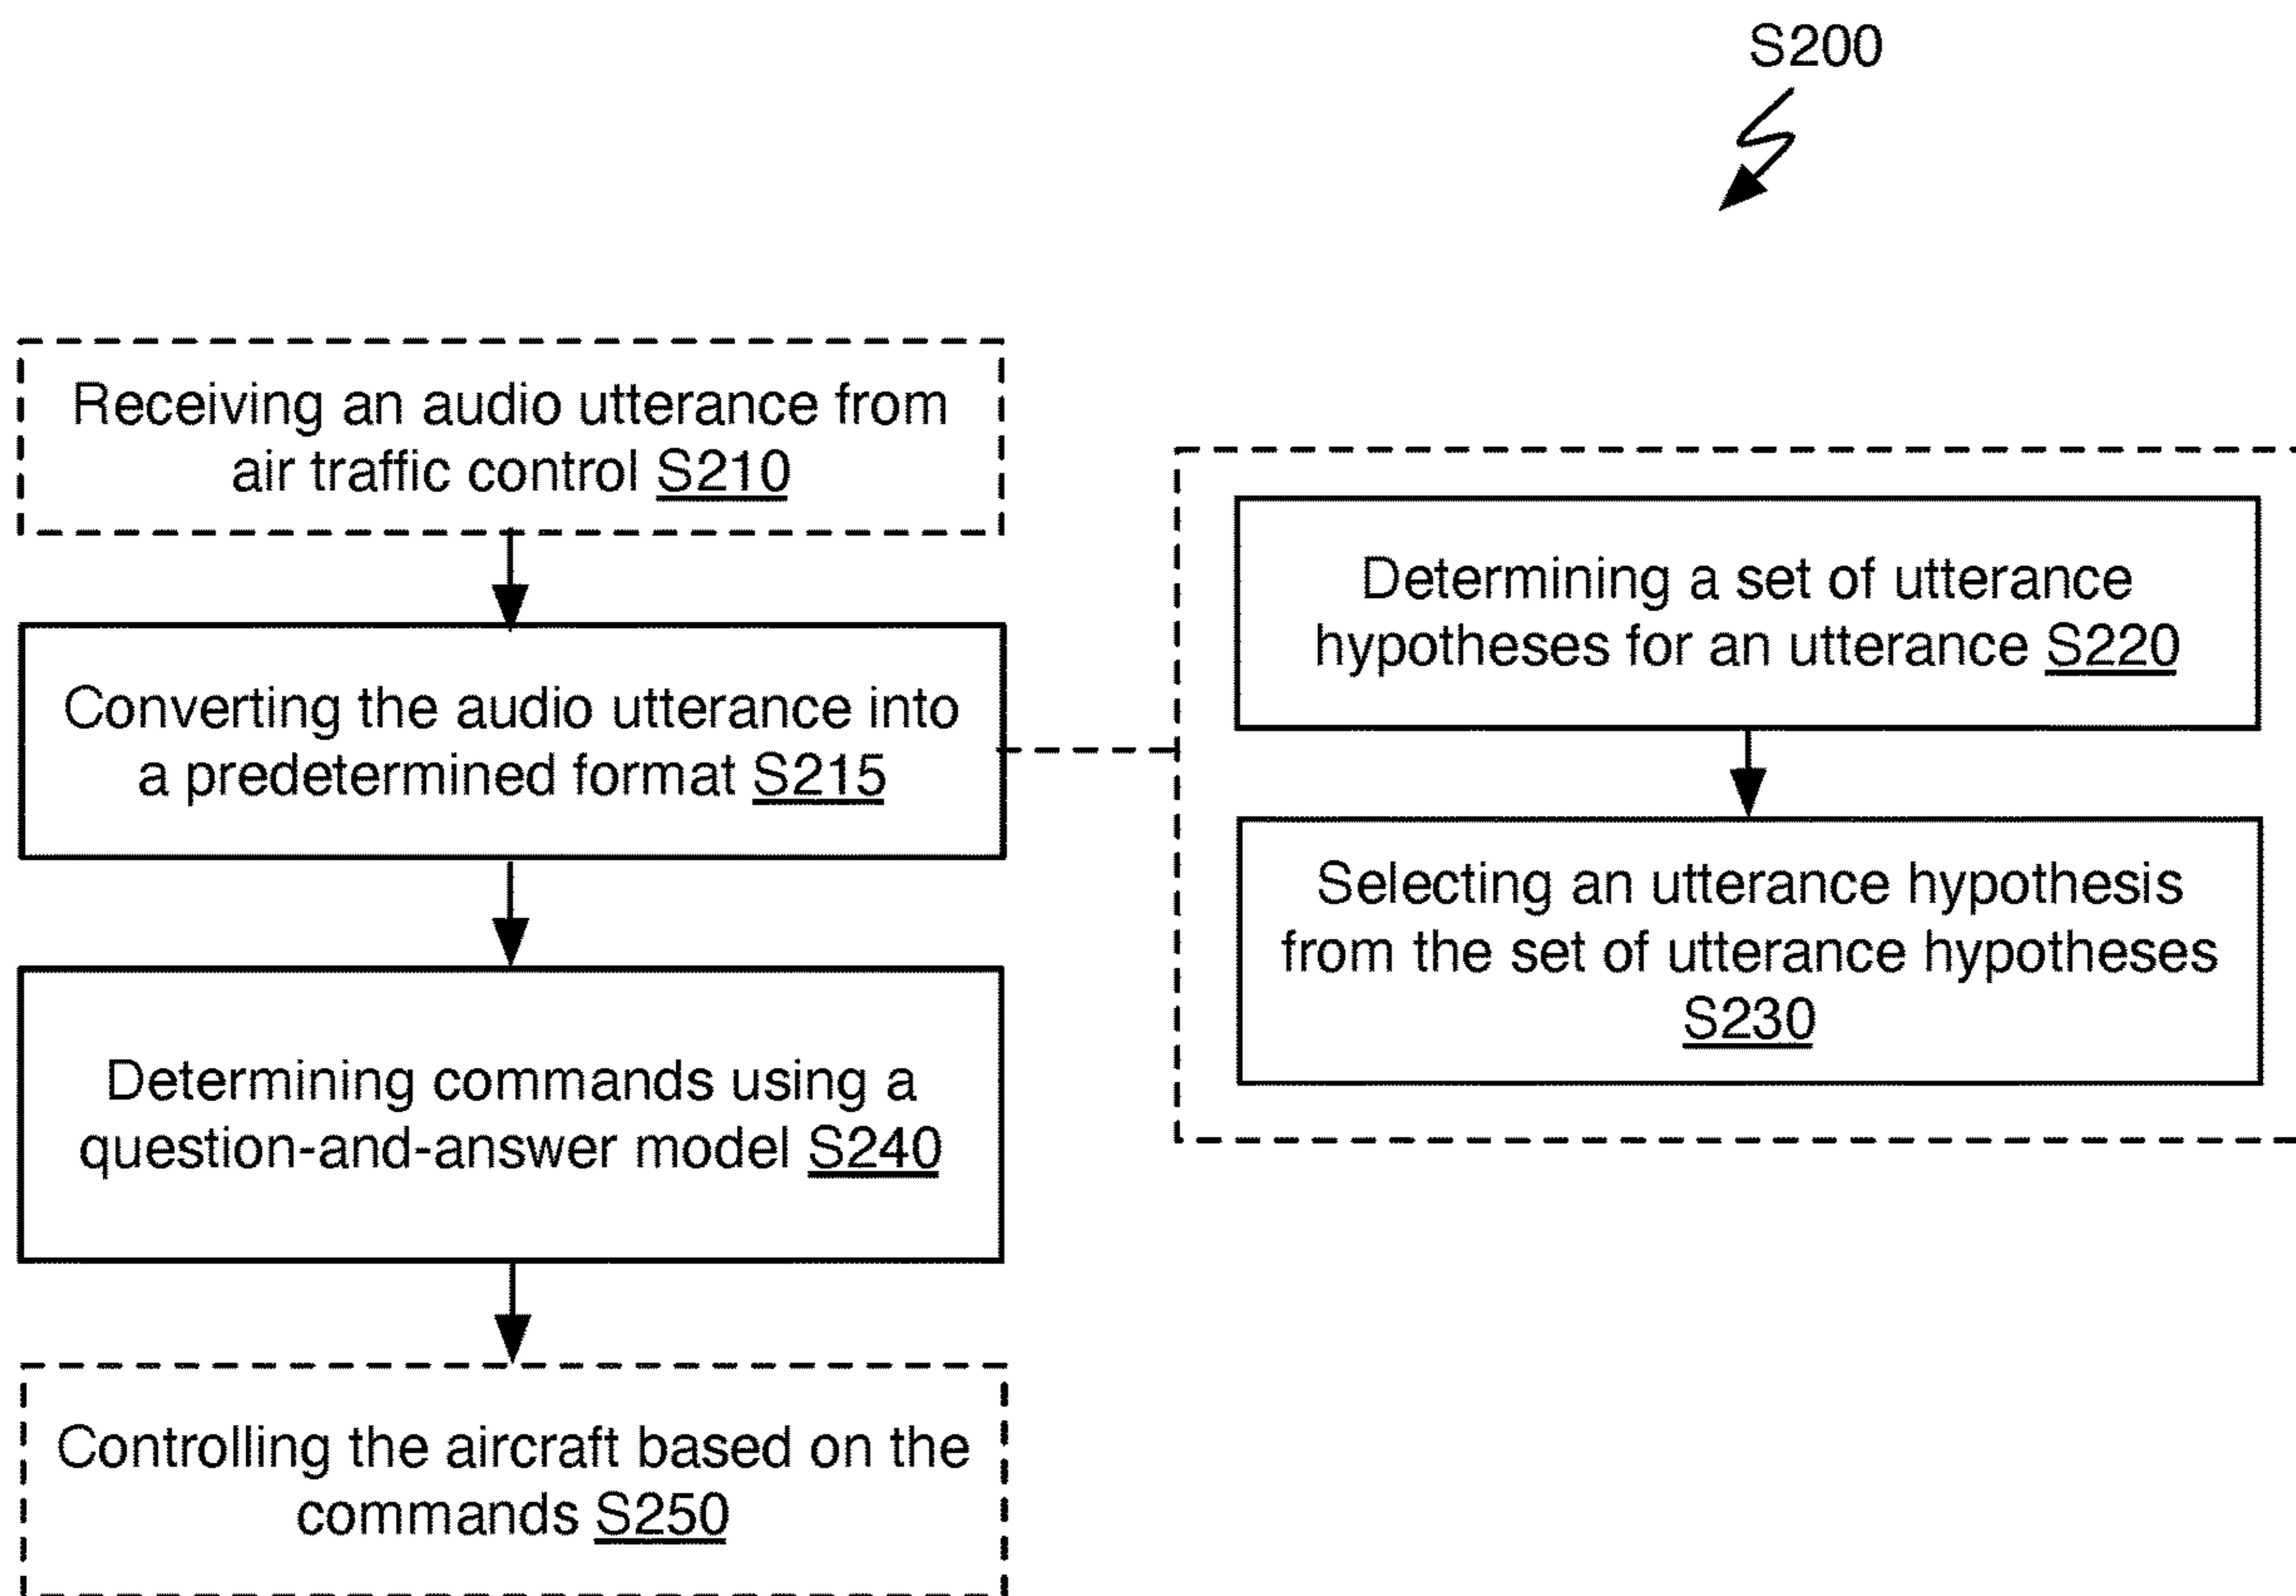 S200
Receiving an audio utterance from
air traffic control S210
Converting the audio utterance into
a predetermined format S215
Determining commands using a
question-and-answer model S240
Controlling the aircraft based on the
commands S250
Determining a set of utterance
hypotheses for an utterance S220
Selecting an utterance hypothesis
from the set of utterance hypotheses
S230